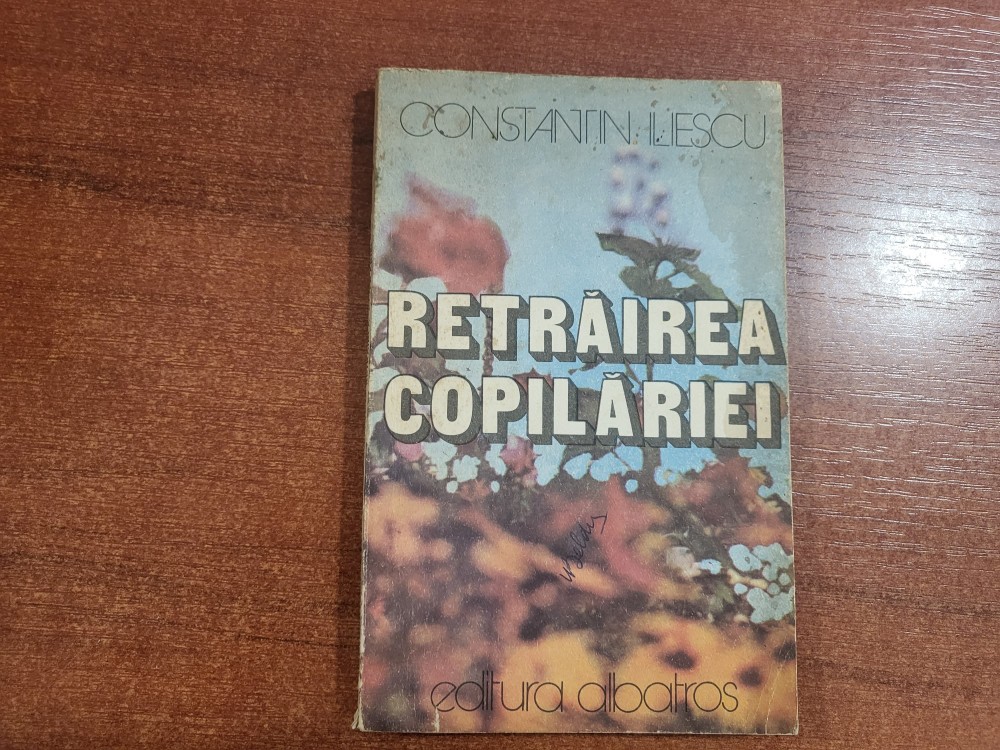 CONSTANTIN ILIESCU
RETRĂIREA
COPILĂRIEI
editura albatros